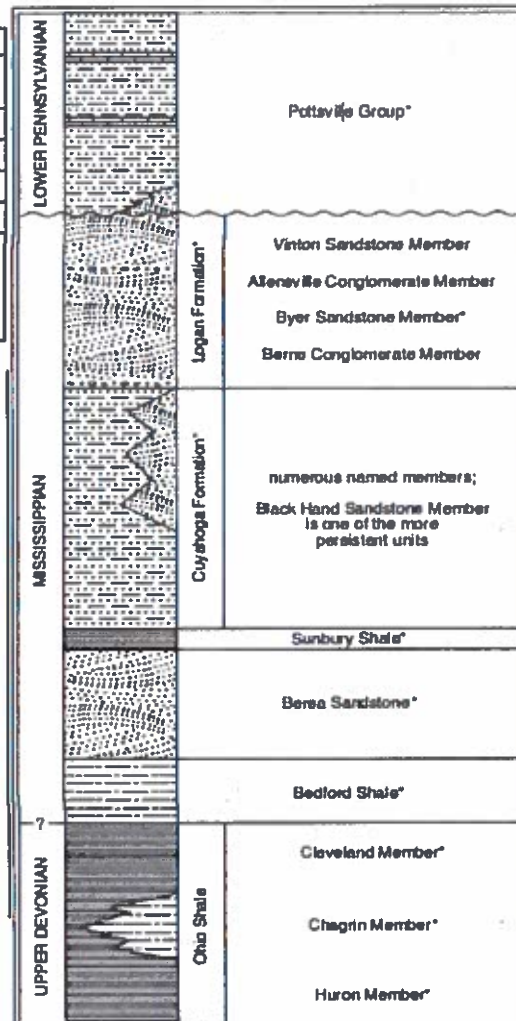 LOWER PENNSYLVANIAN
Pottsville Group*
MISSISSIPPIAN
Logan Formation*
Vinton Sandstone Member
Allensville Conglomerate Member
Byer Sandstone Member*
Berne Conglomerate Member
Cuyahoga Formation*
numerous named members;
Black Hand Sandstone Member
is one of the more
persistent units
Sunbury Shale*
Berea Sandstone*
Bedford Shale*
?
UPPER DEVONIAN
Ohio Shale
Cleveland Member*
Chagrin Member*
Huron Member*